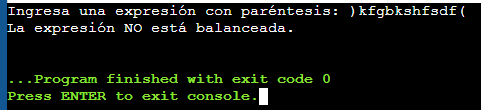 Ingresa una expresión con paréntesis: )kfgbkshfsdf(
La expresión NO está balanceada.
...Program finished with exit code 0
Press ENTER to exit console.